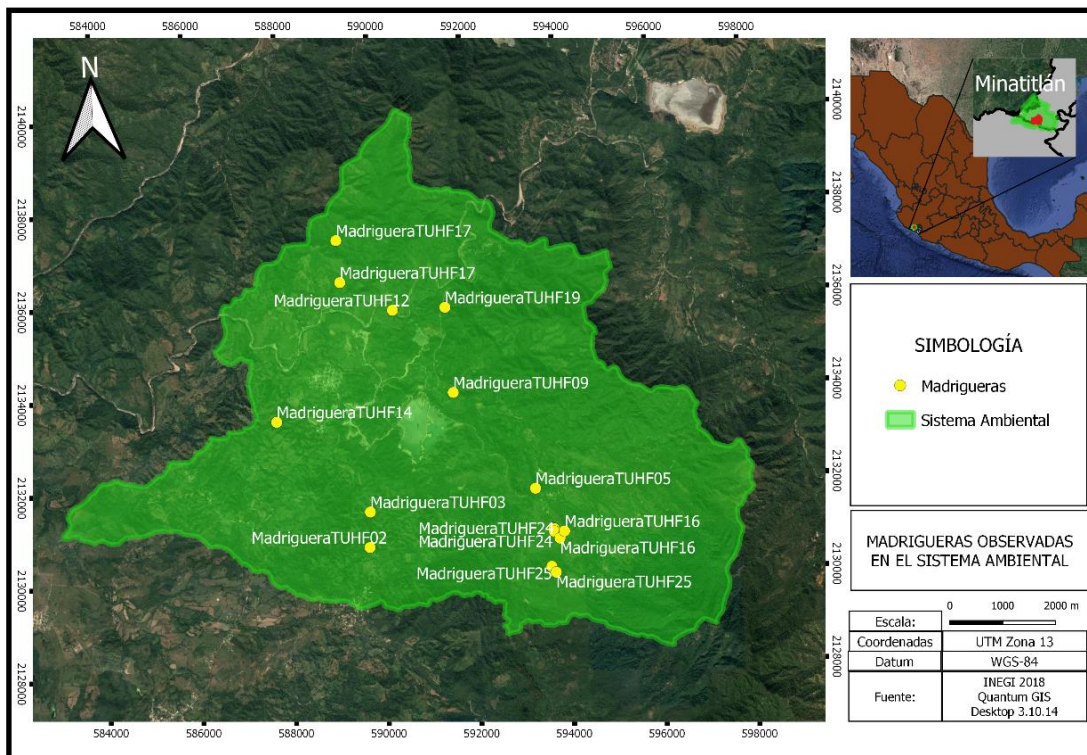 584000 586000 588000 590000 592000 594000 596000 598000
N
2140000
2138000
2136000
2134000
2132000
2130000
2128000
2140000
2138000
2136000
2134000
2132000
2130000
2128000
MadrigueraTUHF17
MadrigueraTUHF17
MadrigueraTUHF12
MadrigueraTUHF19
MadrigueraTUHF09
MadrigueraTUHF14
MadrigueraTUHF05
MadrigueraTUHF03
MadrigueraTUHF24
MadrigueraTUHF16
MadrigueraTUHF02
MadrigueraTUHF24
MadrigueraTUHF16
MadrigueraTUHF25
MadrigueraTUHF25
584000 586000 588000 590000 592000 594000 596000 598000
Minatitlán
SIMBOLOGÍA
Madrigueras
Sistema Ambiental
MADRIGUERAS OBSERVADAS
EN EL SISTEMA AMBIENTAL
Escala: 0 1000 2000 m
Coordenadas UTM Zona 13
Datum WGS-84
Fuente: INEGI 2018
Quantum GIS
Desktop 3.10.14